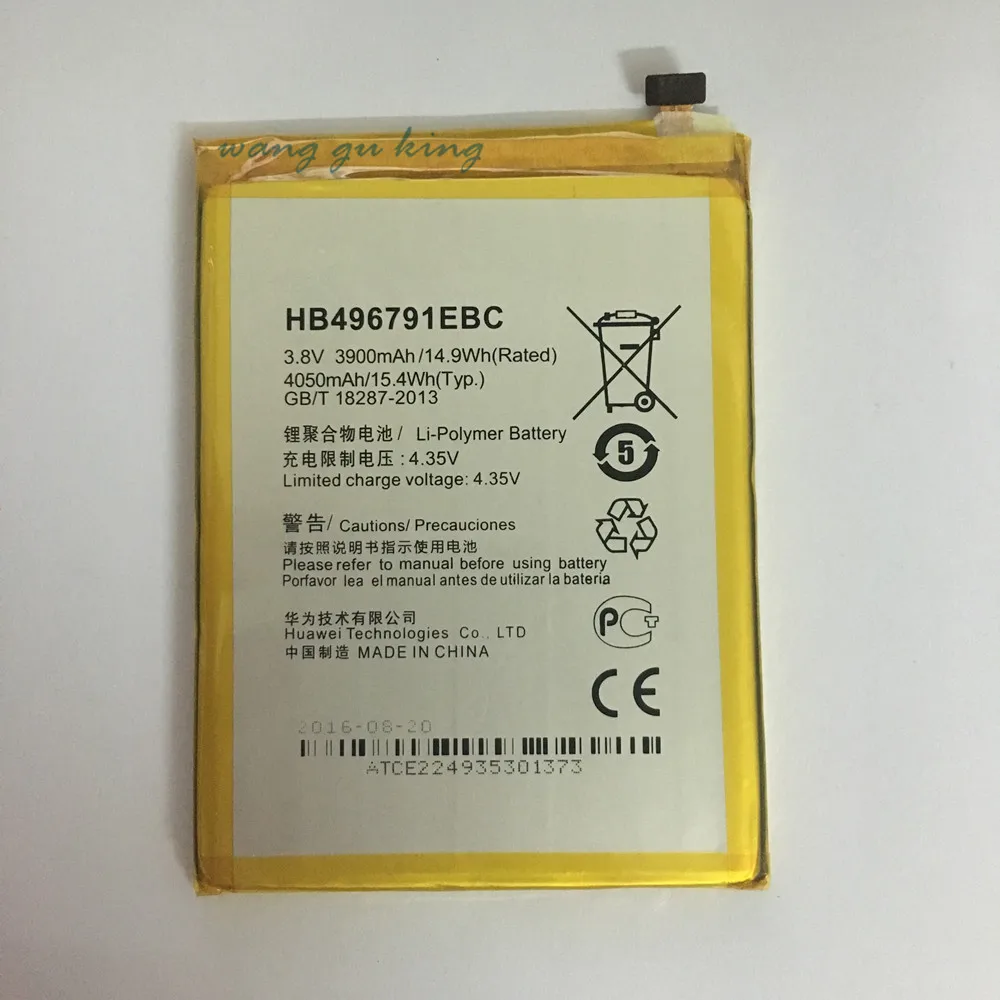 wang gu king
HB496791EBC
3.8V 3900mAh/14.9Wh(Rated)
4050mAh/15.4Wh(Typ.)
GB/T 18287-2013
锂聚合物电池/ Li-Polymer Battery
充电限制电压: 4.35V
Limited charge voltage: 4.35V
5
警告/ Cautions/ Precauciones
请按照说明书指示使用电池
Please refer to manual before using battery
Porfavor lea el manual antes de utilizar la batería
华为技术有限公司
Huawei Technologies Co., LTD
中国制造 MADE IN CHINA
PCT
CE
2016-08-20
ATCE224935301373